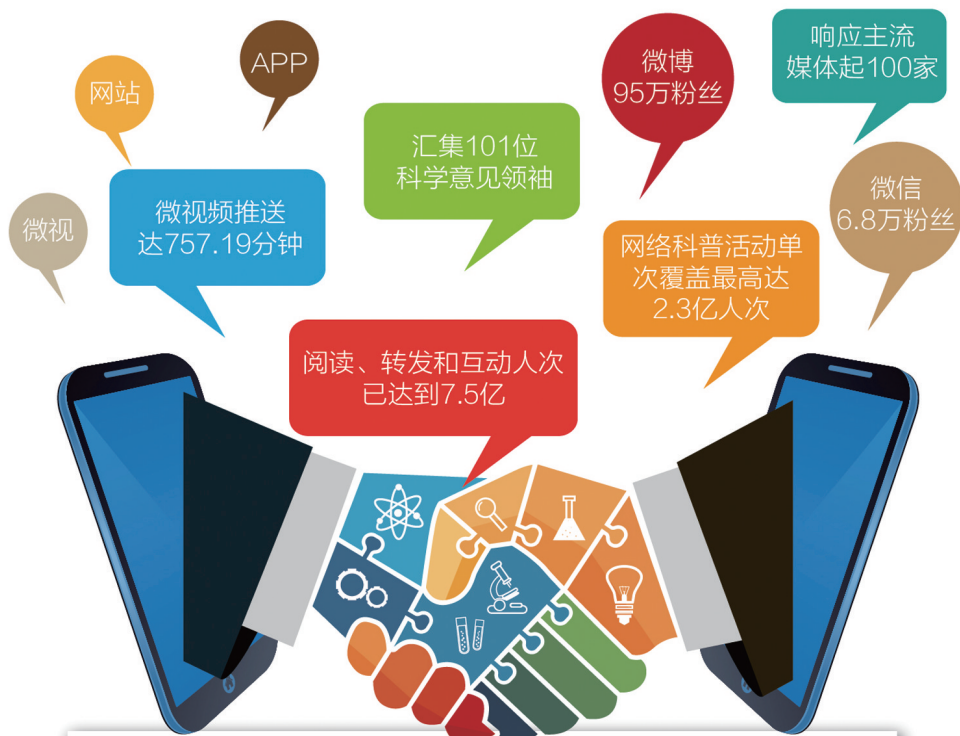 APP
网站
微博
95万粉丝
响应主流
媒体起100家
汇集101位
科学意见领袖
微视
微视频推送
达757.19分钟
微信
6.8万粉丝
网络科普活动单
次覆盖最高达
2.3亿人次
阅读、转发和互动人次
已达到7.5亿